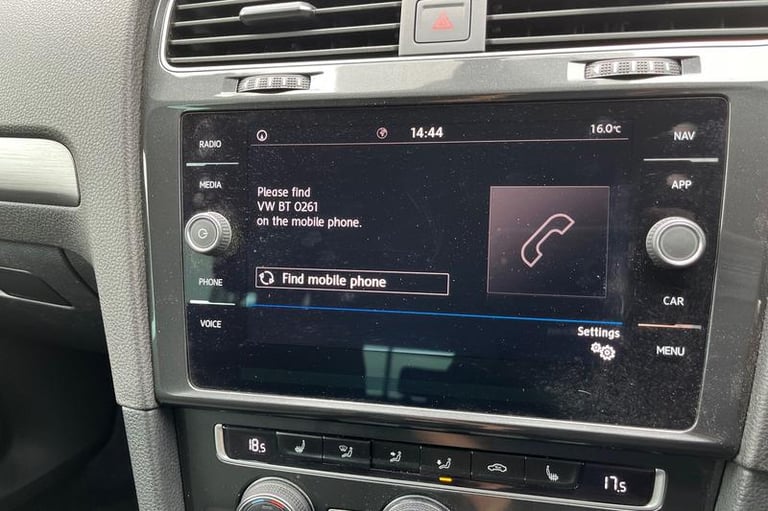 RADIO
MEDIA
PHONE
VOICE
14:44
16.0°C
Please find
VW BT 0261
on the mobile phone.
Find mobile phone
Settings
NAV
APP
CAR
MENU
18.5
17.5